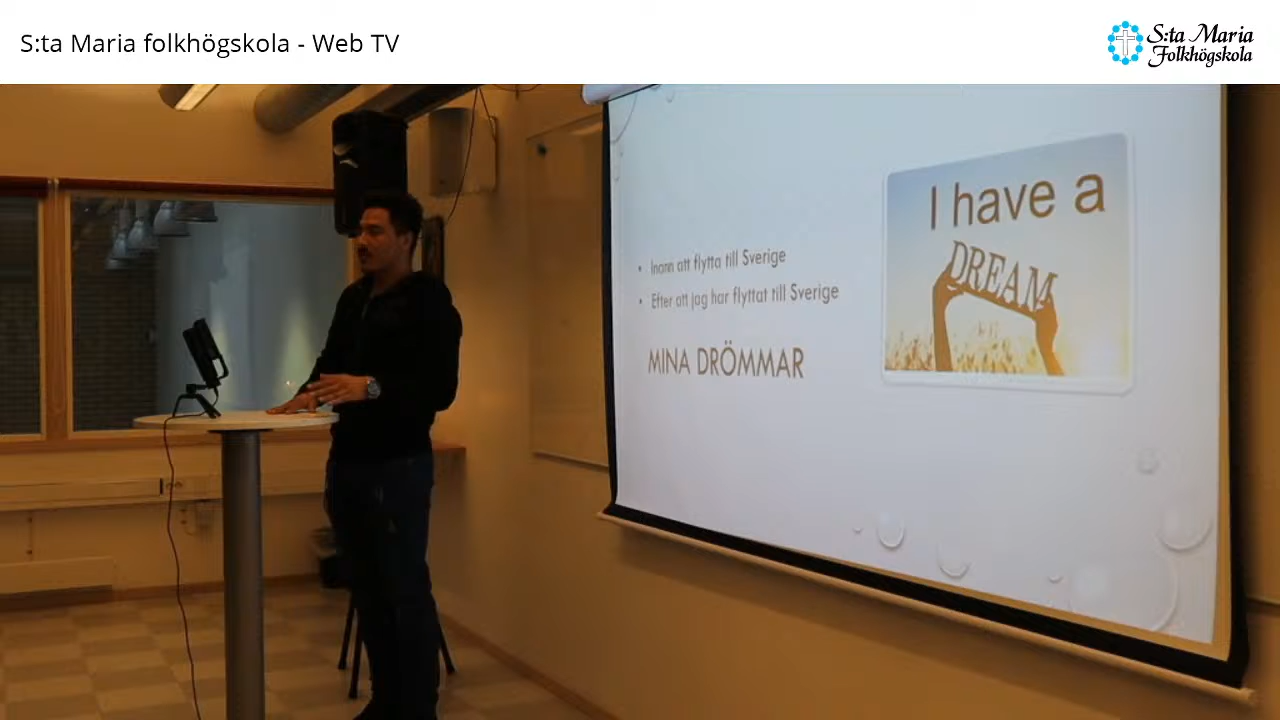 S:ta Maria folkhögskola - Web TV
S:ta Maria
Folkhögskola
I have a
DREAM
• Innan att flytta till Sverige
• Efter att jag har flyttat till Sverige
MINA DRÖMMAR